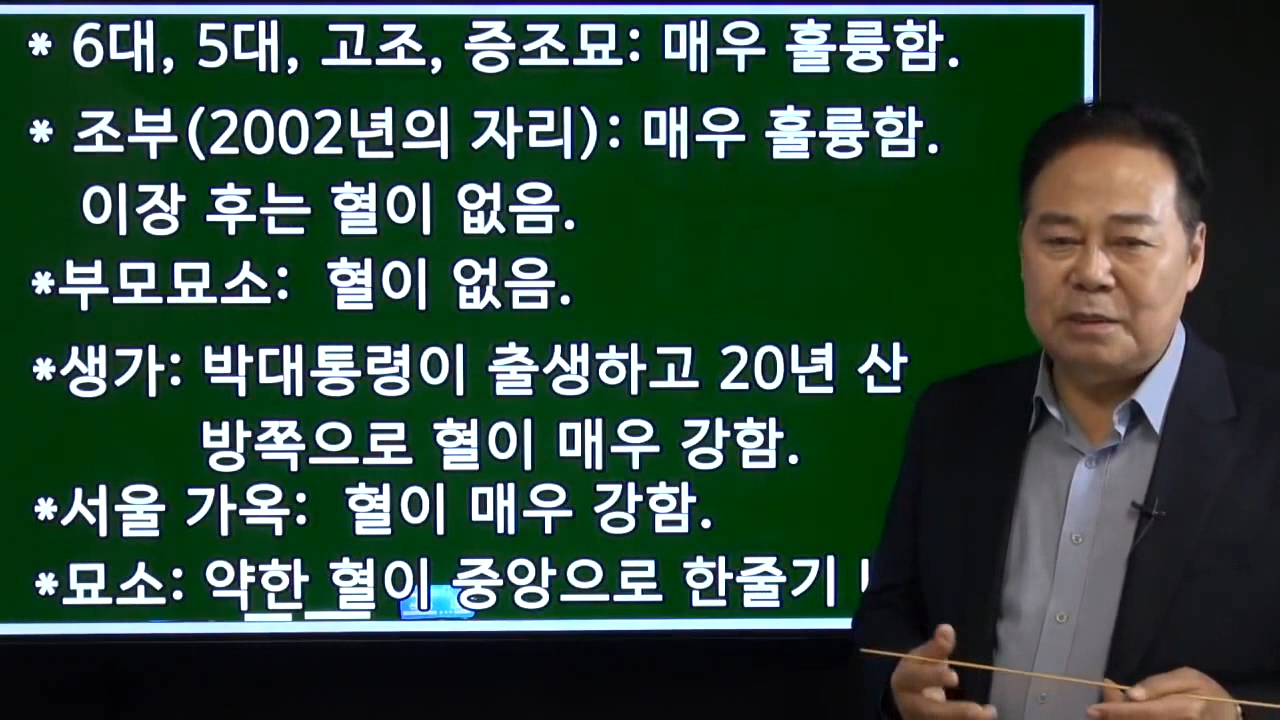 * 6대, 5대, 고조, 증조묘: 매우 훌륭함.
* 조부(2002년의 자리): 매우 훌륭함.
이장 후는 혈이 없음.
*부모묘소: 혈이 없음.
*생가: 박대통령이 출생하고 20년 산
방쪽으로 혈이 매우 강함.
*서울 가옥: 혈이 매우 강함.
*묘소: 약한 혈이 중앙으로 한줄기